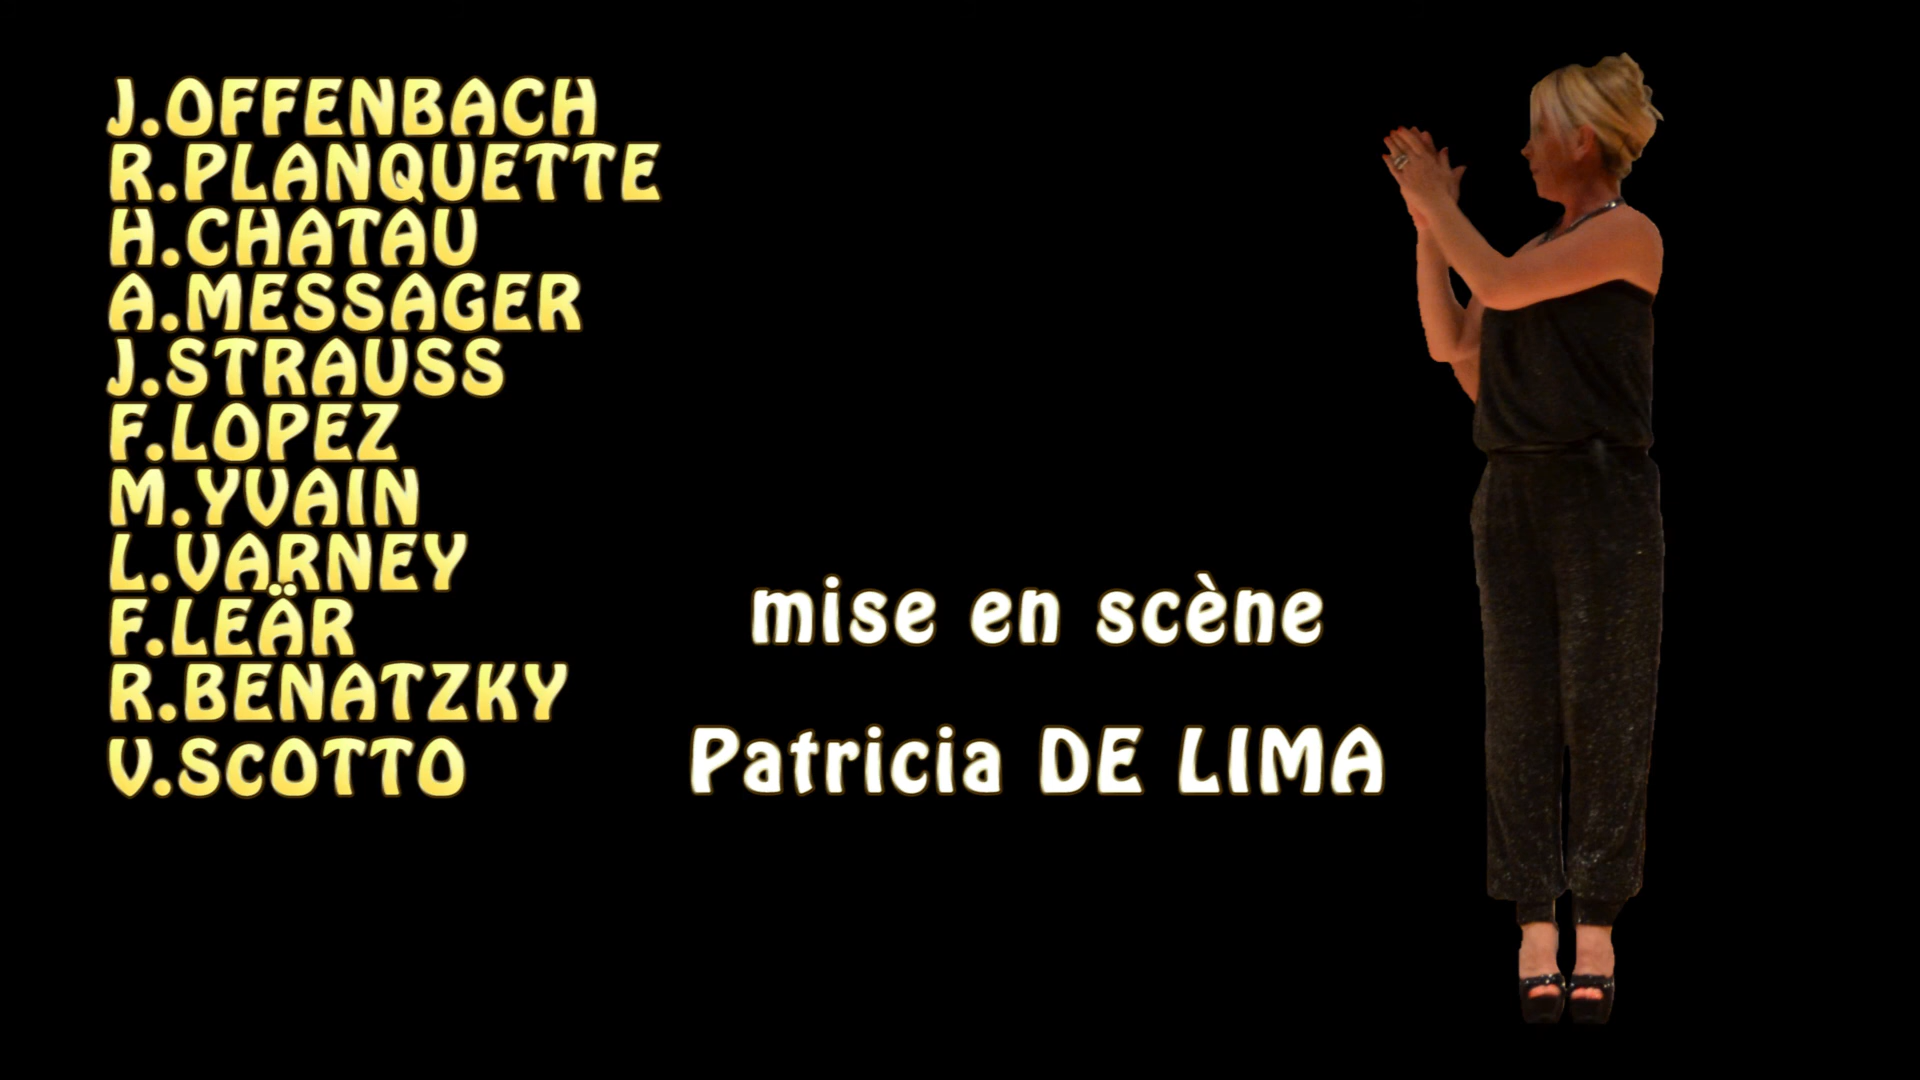 J.OFFENBACH
R.PLANQUETTE
H.CHATAU
A.MESSAGER
J.STRAUSS
F.LOPEZ
M.YVAIN
L.VARNEY
F.LEÄR
R.BENATZKY
V.ScOTTO
mise en scène
Patricia DE LIMA